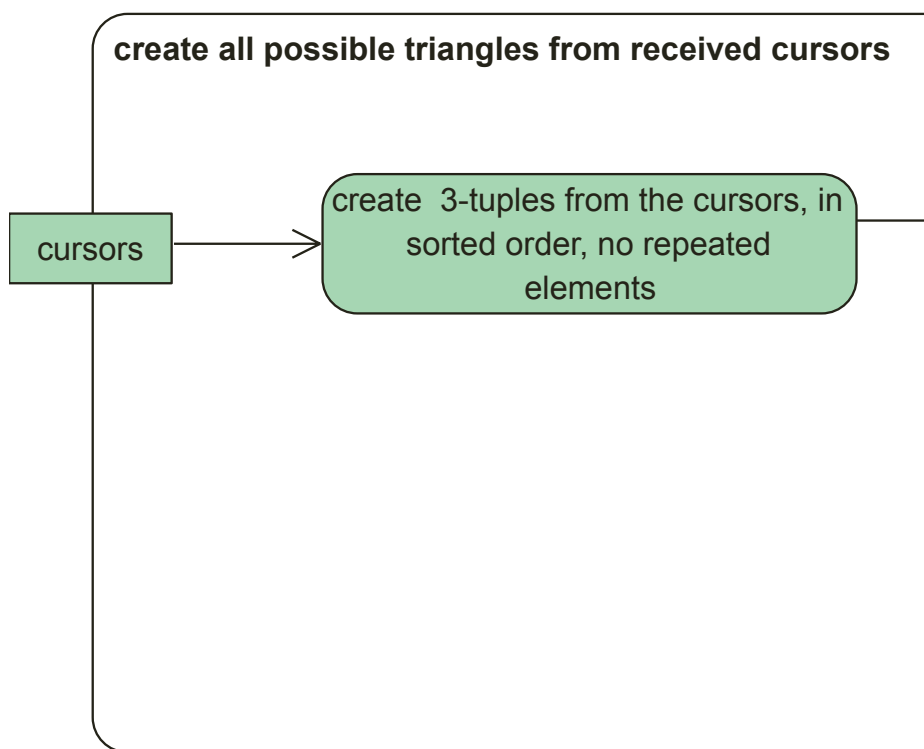 create all possible triangles from received cursors
create  3-tuples from the cursors, in
sorted order, no repeated
elements
cursors